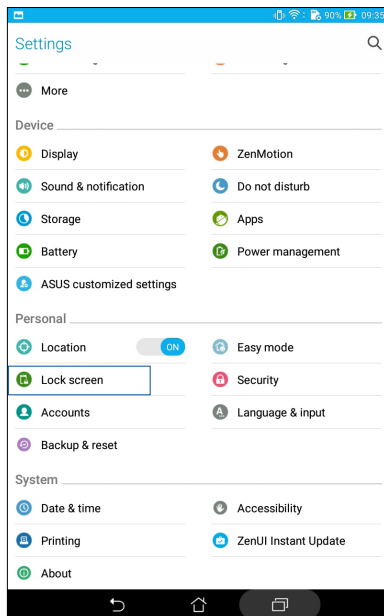 90% 09:35
Settings
More
Device
Display ZenMotion
Sound & notification Do not disturb
Storage Apps
Battery Power management
ASUS customized settings
Personal
Location ON Easy mode
Lock screen Security
Accounts Language & input
Backup & reset
System
Date & time Accessibility
Printing ZenUI Instant Update
About